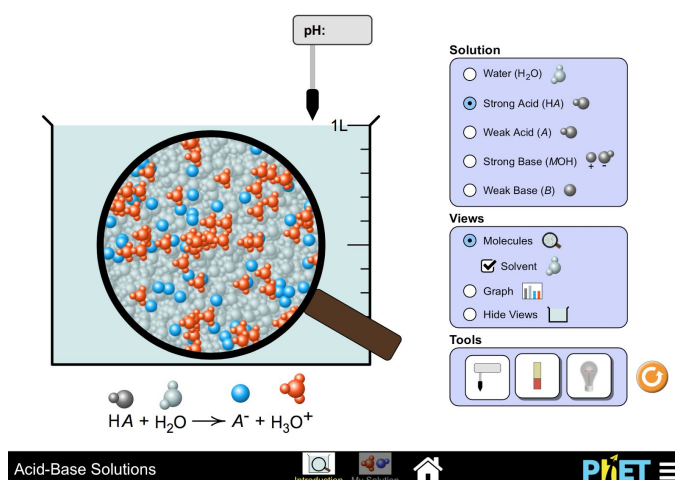 pH:
1L
Solution
Water (H₂O)
Strong Acid (HA)
Weak Acid (A)
Strong Base (MOH)
+ -
Weak Base (B)
Views
Molecules
Solvent
Graph
Hide Views
Tools
HA + H₂O → A⁻ + H₃O⁺
Acid-Base Solutions
Introduction
My Solution
PhET